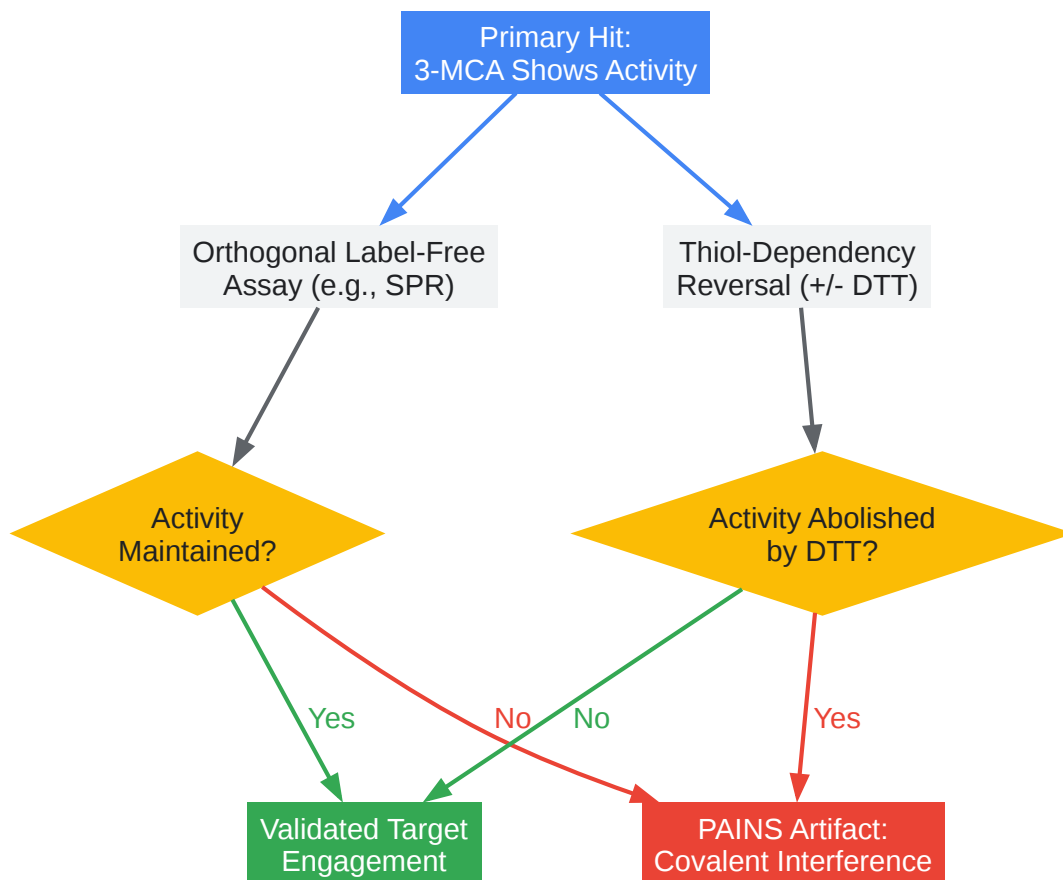 Primary Hit:
3-MCA Shows Activity
Orthogonal Label-Free
Assay (e.g., SPR)
Thiol-Dependency
Reversal (+/- DTT)
Activity
Maintained?
Activity Abolished
by DTT?
Yes
No
No
Yes
Validated Target
Engagement
PAINS Artifact:
Covalent Interference